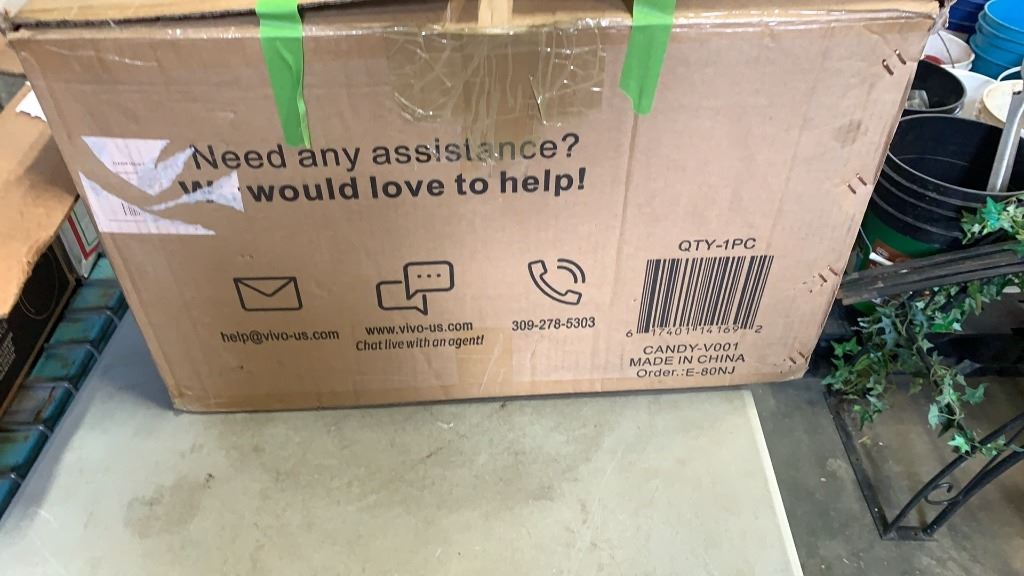 Need any assistance?
We would love to help!
help@vivo-us.com
www.vivo-us.com
Chat live with an agent!
309-278-5303
QTY-1PC
6 17401 14169 2
CANDY-V001
MADE IN CHINA
Order.:E-80NJ